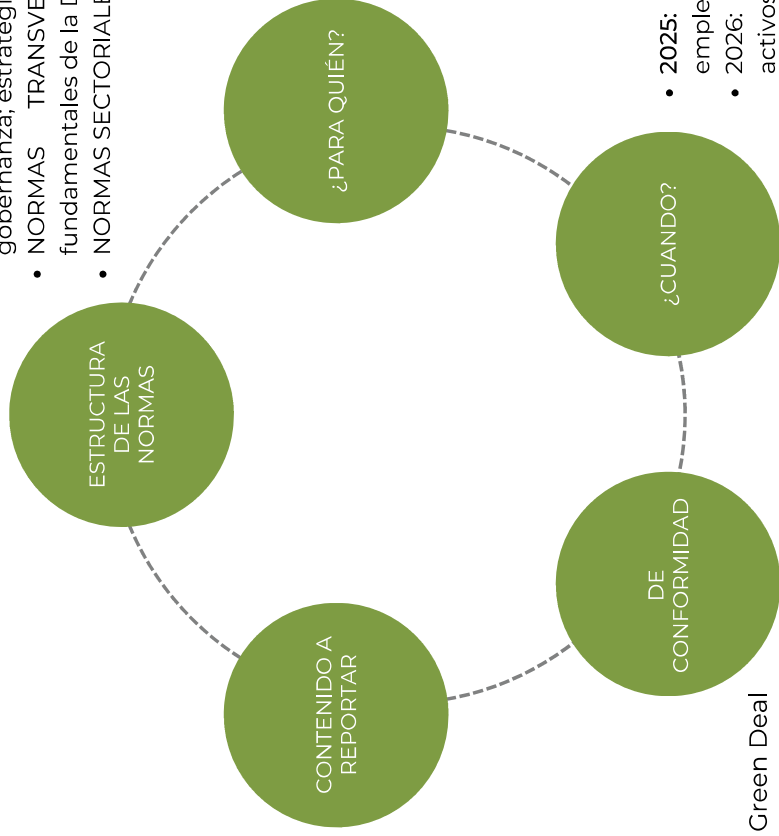 gobernanza; estrategi
• NORMAS TRANSVE
fundamentales de la
• NORMAS SECTORIALE
ESTRUCTURA
DE LAS
NORMAS
CONTENIDO A
REPORTAR
¿PARA QUIÉN?
DE
CONFORMIDAD
¿CUANDO?
• 2025:
emple
• 2026:
activos
Green Deal